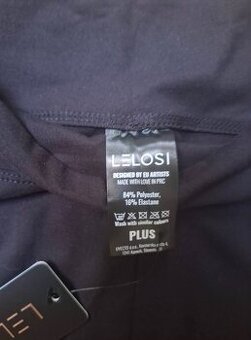 LELOSI
DESIGNED BY EU ARTISTS
MADE WITH LOVE IN PRC
84% Polyester,
16% Elastane
Wash with similar colours
PLUS
LEL